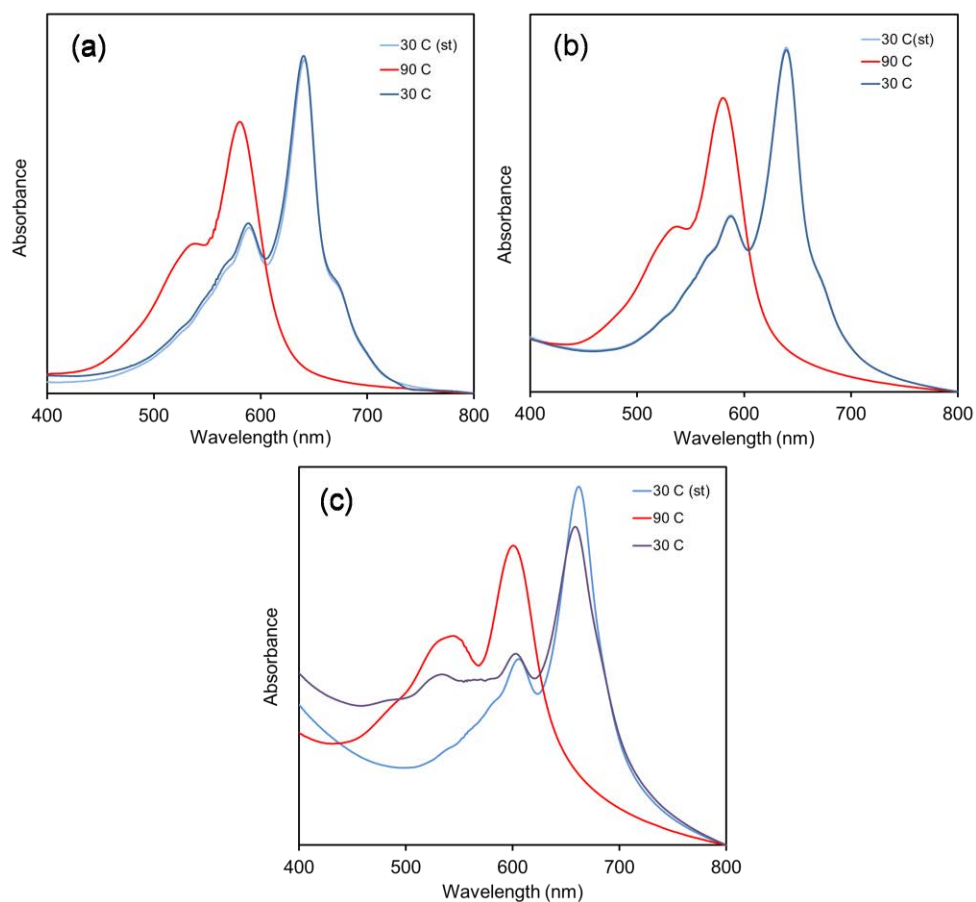 (a)
30 C (st)
90 C
30 C
Absorbance
400 500 600 700 800
Wavelength (nm)
(b)
30 C(st)
90 C
30 C
Absorbance
400 500 600 700 800
Wavelength (nm)
(c)
30 C (st)
90 C
30 C
Absorbance
400 500 600 700 800
Wavelength (nm)